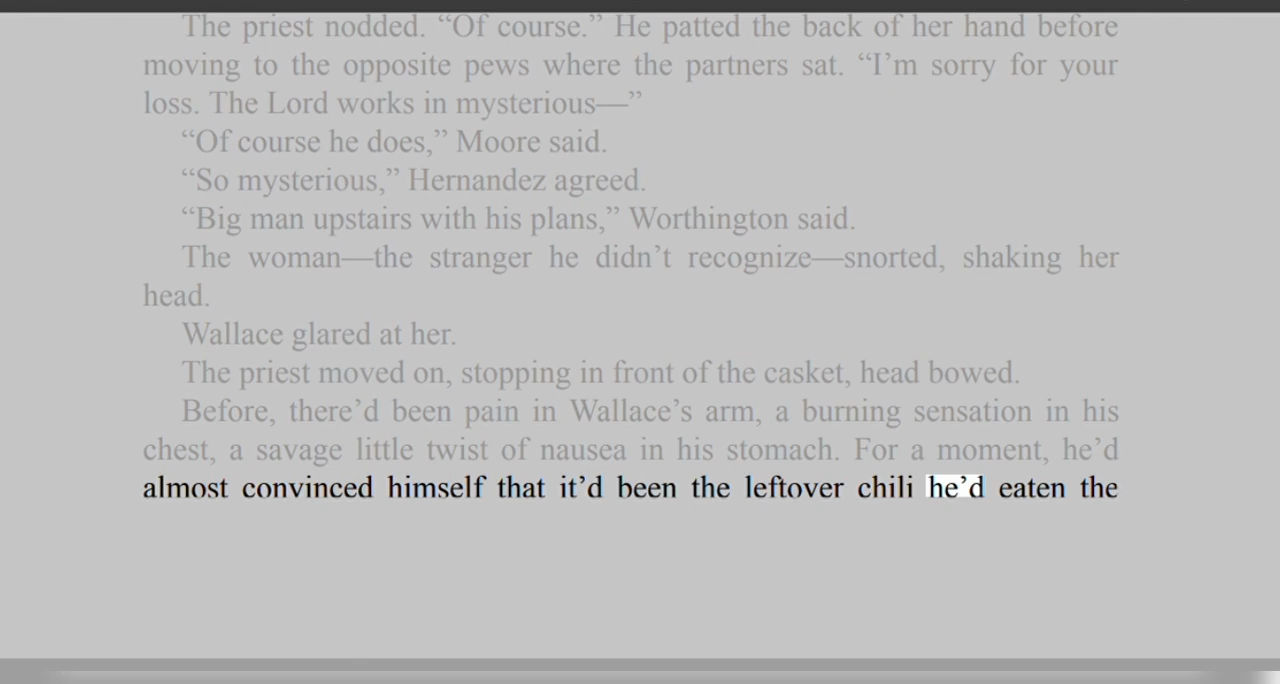 The priest nodded. “Of course.” He patted the back of her hand before
moving to the opposite pews where the partners sat. “I’m sorry for your
loss. The Lord works in mysterious—”
“Of course he does,” Moore said.
“So mysterious,” Hernandez agreed.
“Big man upstairs with his plans,” Worthington said.
The woman—the stranger he didn’t recognize—snorted, shaking her
head.
Wallace glared at her.
The priest moved on, stopping in front of the casket, head bowed.
Before, there’d been pain in Wallace’s arm, a burning sensation in his
chest, a savage little twist of nausea in his stomach. For a moment, he’d
almost convinced himself that it’d been the leftover chili he’d eaten the